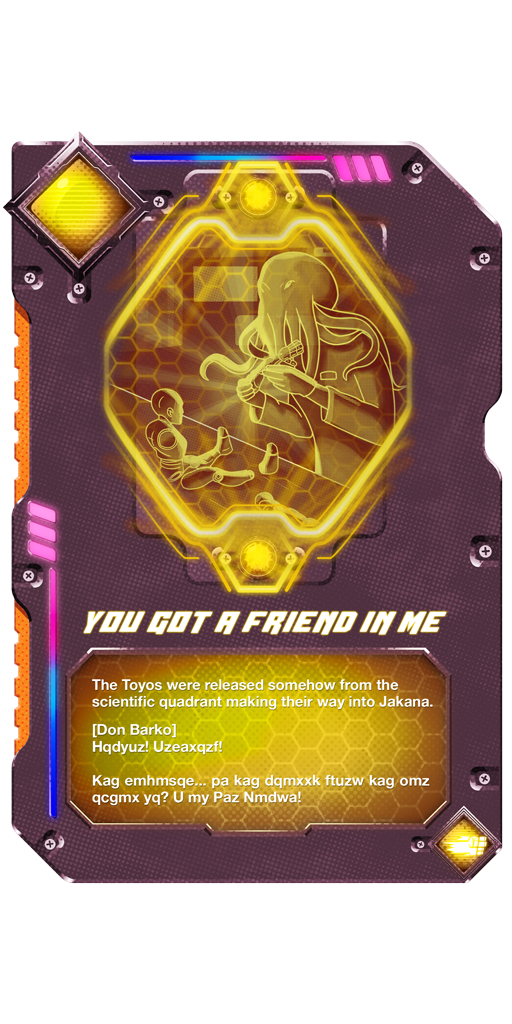 YOU GOT A FRIEND IN ME
The Toyos were released somehow from the
scientific quadrant making their way into Jakana.
[Don Barko]
Hqdyuz! Uzeaxqzf!
Kag emhmsqe... pa kag dqmxxk ftuzw kag omz
qcgmx yq? U my Paz Nmdwa!